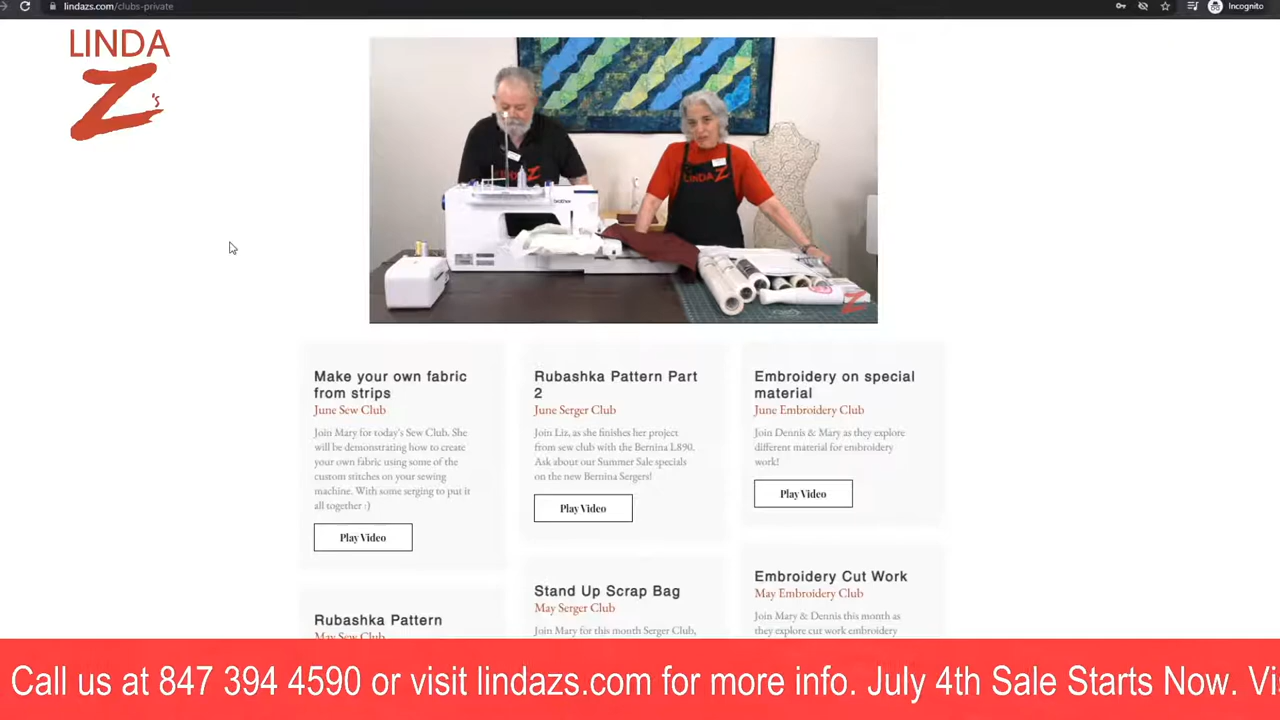 lindazs.com/clubs-private
Incognito
LINDA
Z's
LINDA Z
LINDA Z
brother
Z
Make your own fabric
from strips
June Sew Club
Join Mary for today's Sew Club. She
will be demonstrating how to create
your own fabric using some of the
custom stitches on your sewing
machine. With some serging to put it
all together :)
Play Video
Rubashka Pattern
May Sew Club
Rubashka Pattern Part
2
June Serger Club
Join Liz, as she finishes her project
from sew club with the Bernina L890.
Ask about our Summer Sale specials
on the new Bernina Sergers!
Play Video
Stand Up Scrap Bag
May Serger Club
Join Mary for this month Serger Club,
Embroidery on special
material
June Embroidery Club
Join Dennis & Mary as they explore
different material for embroidery
work!
Play Video
Embroidery Cut Work
May Embroidery Club
Join Mary & Dennis this month as
they explore cut work embroidery
Call us at 847 394 4590 or visit lindazs.com for more info. July 4th Sale Starts Now. Vis